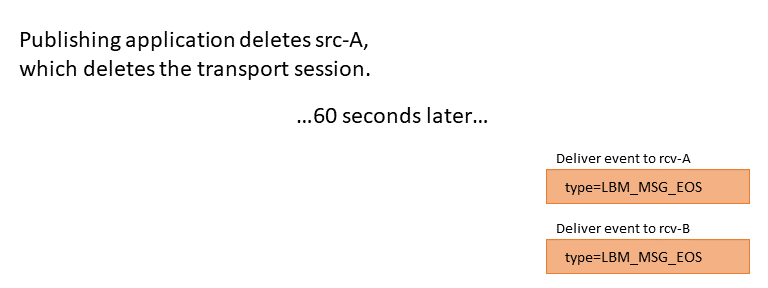 Publishing application deletes src-A,
which deletes the transport session.
…60 seconds later…
Deliver event to rcv-A
type=LBM_MSG_EOS
Deliver event to rcv-B
type=LBM_MSG_EOS